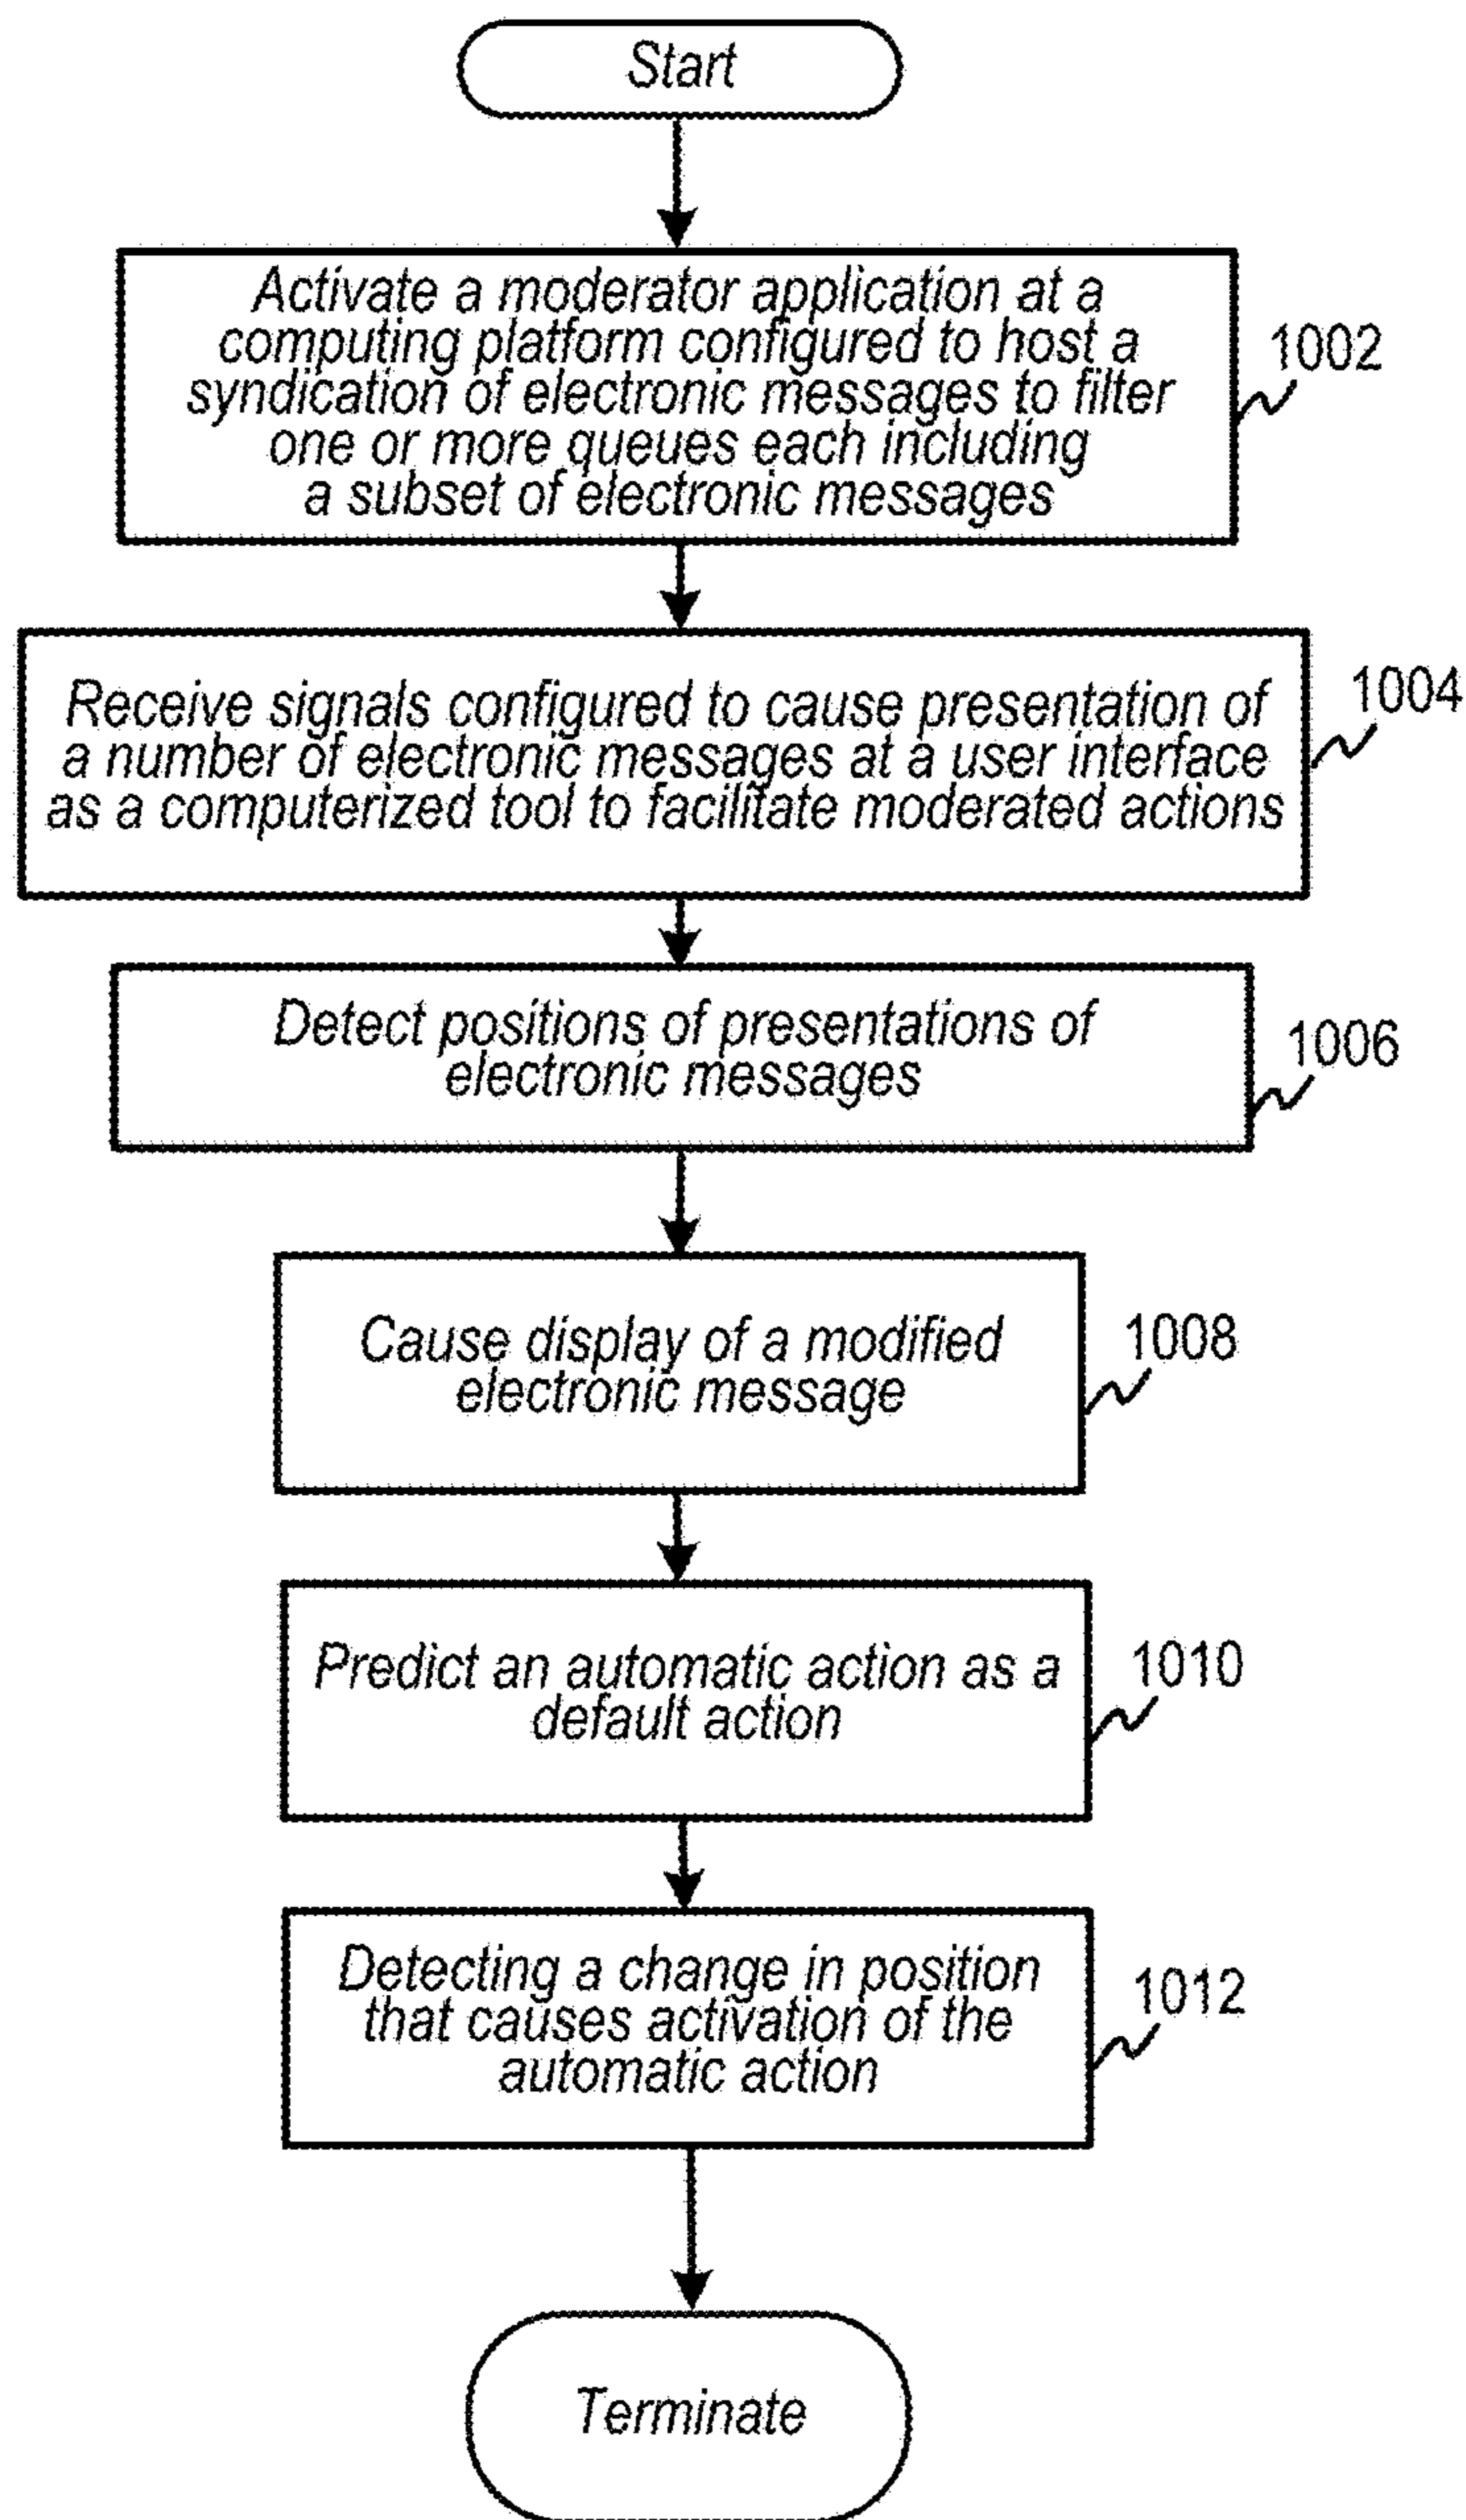 Start
Activate a moderator application at a
computing platform configured to host a
syndication of electronic messages to filter
one or more queues each including
a subset of electronic messages
1002
Receive signals configured to cause presentation of
a number of electronic messages at a user interface
as a computerized tool to facilitate moderated actions
1004
Detect positions of presentations of
electronic messages
1006
Cause display of a modified
electronic message
1008
Predict an automatic action as a
default action
1010
Detecting a change in position
that causes activation of the
automatic action
1012
Terminate